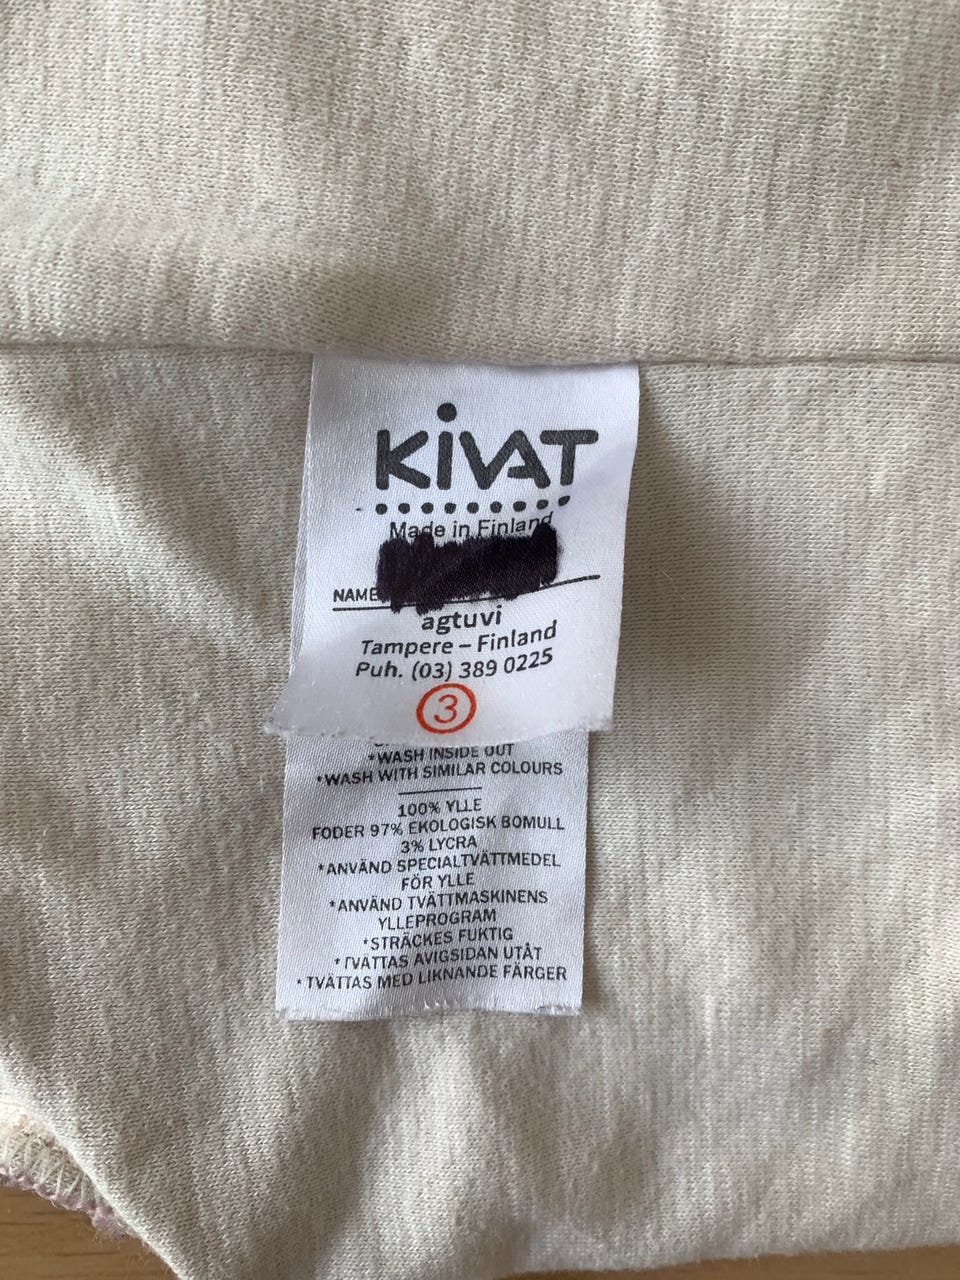 KiVAT
Made in Finland
NAME
agtuvi
Tampere – Finland
Puh. (03) 389 0225
3
*WASH INSIDE OUT
*WASH WITH SIMILAR COLOURS
100% YLLE
FODER 97% EKOLOGISK BOMULL
3% LYCRA
*ANVÄND SPECIALTVÄTTMEDEL
FÖR YLLE
*ANVÄND TVÄTTMASKINENS
YLLEPROGRAM
*STRÄCKES FUKTIG
*TVÄTTAS AVIGSIDAN UTÅT
*TVÄTTAS MED LIKNANDE FÄRGER